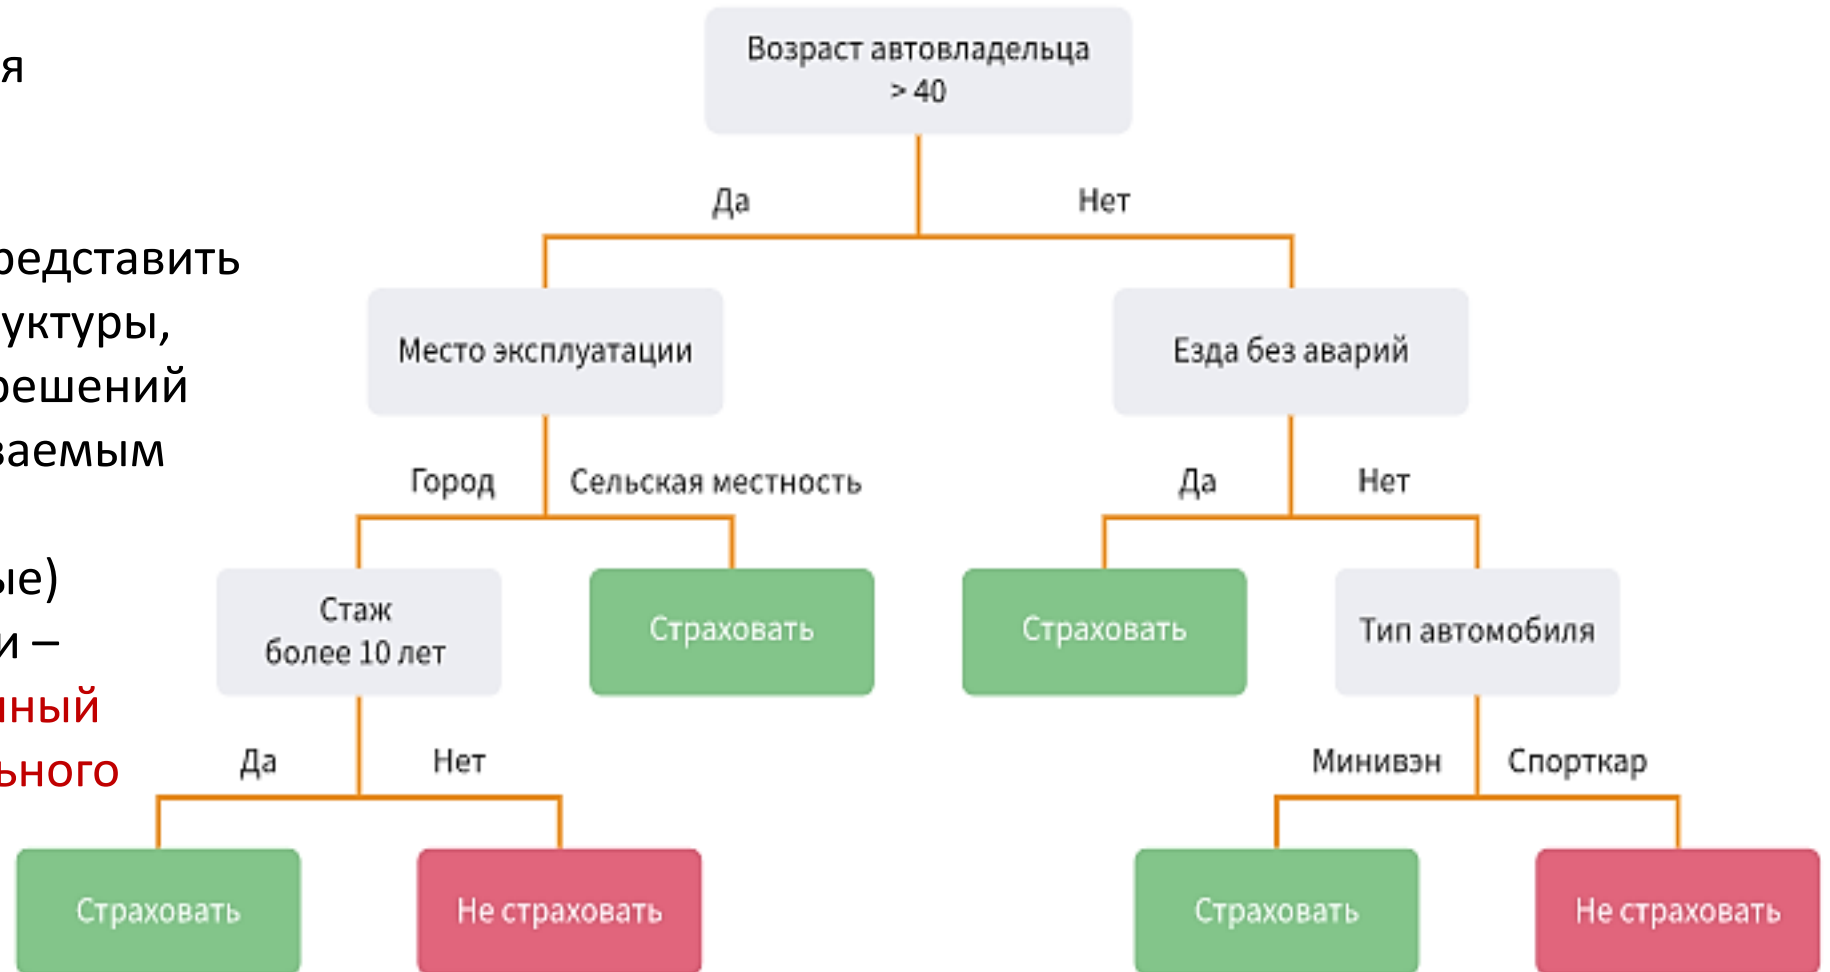 я
редставить
уктуры,
решений
ваемым
ые)
и –
нный
льного
Возраст автовладельца
> 40
Да
Нет
Место эксплуатации
Езда без аварий
Город
Сельская местность
Да
Нет
Стаж
более 10 лет
Страховать
Страховать
Тип автомобиля
Да
Нет
Минивэн
Спорткар
Страховать
Не страховать
Страховать
Не страховать